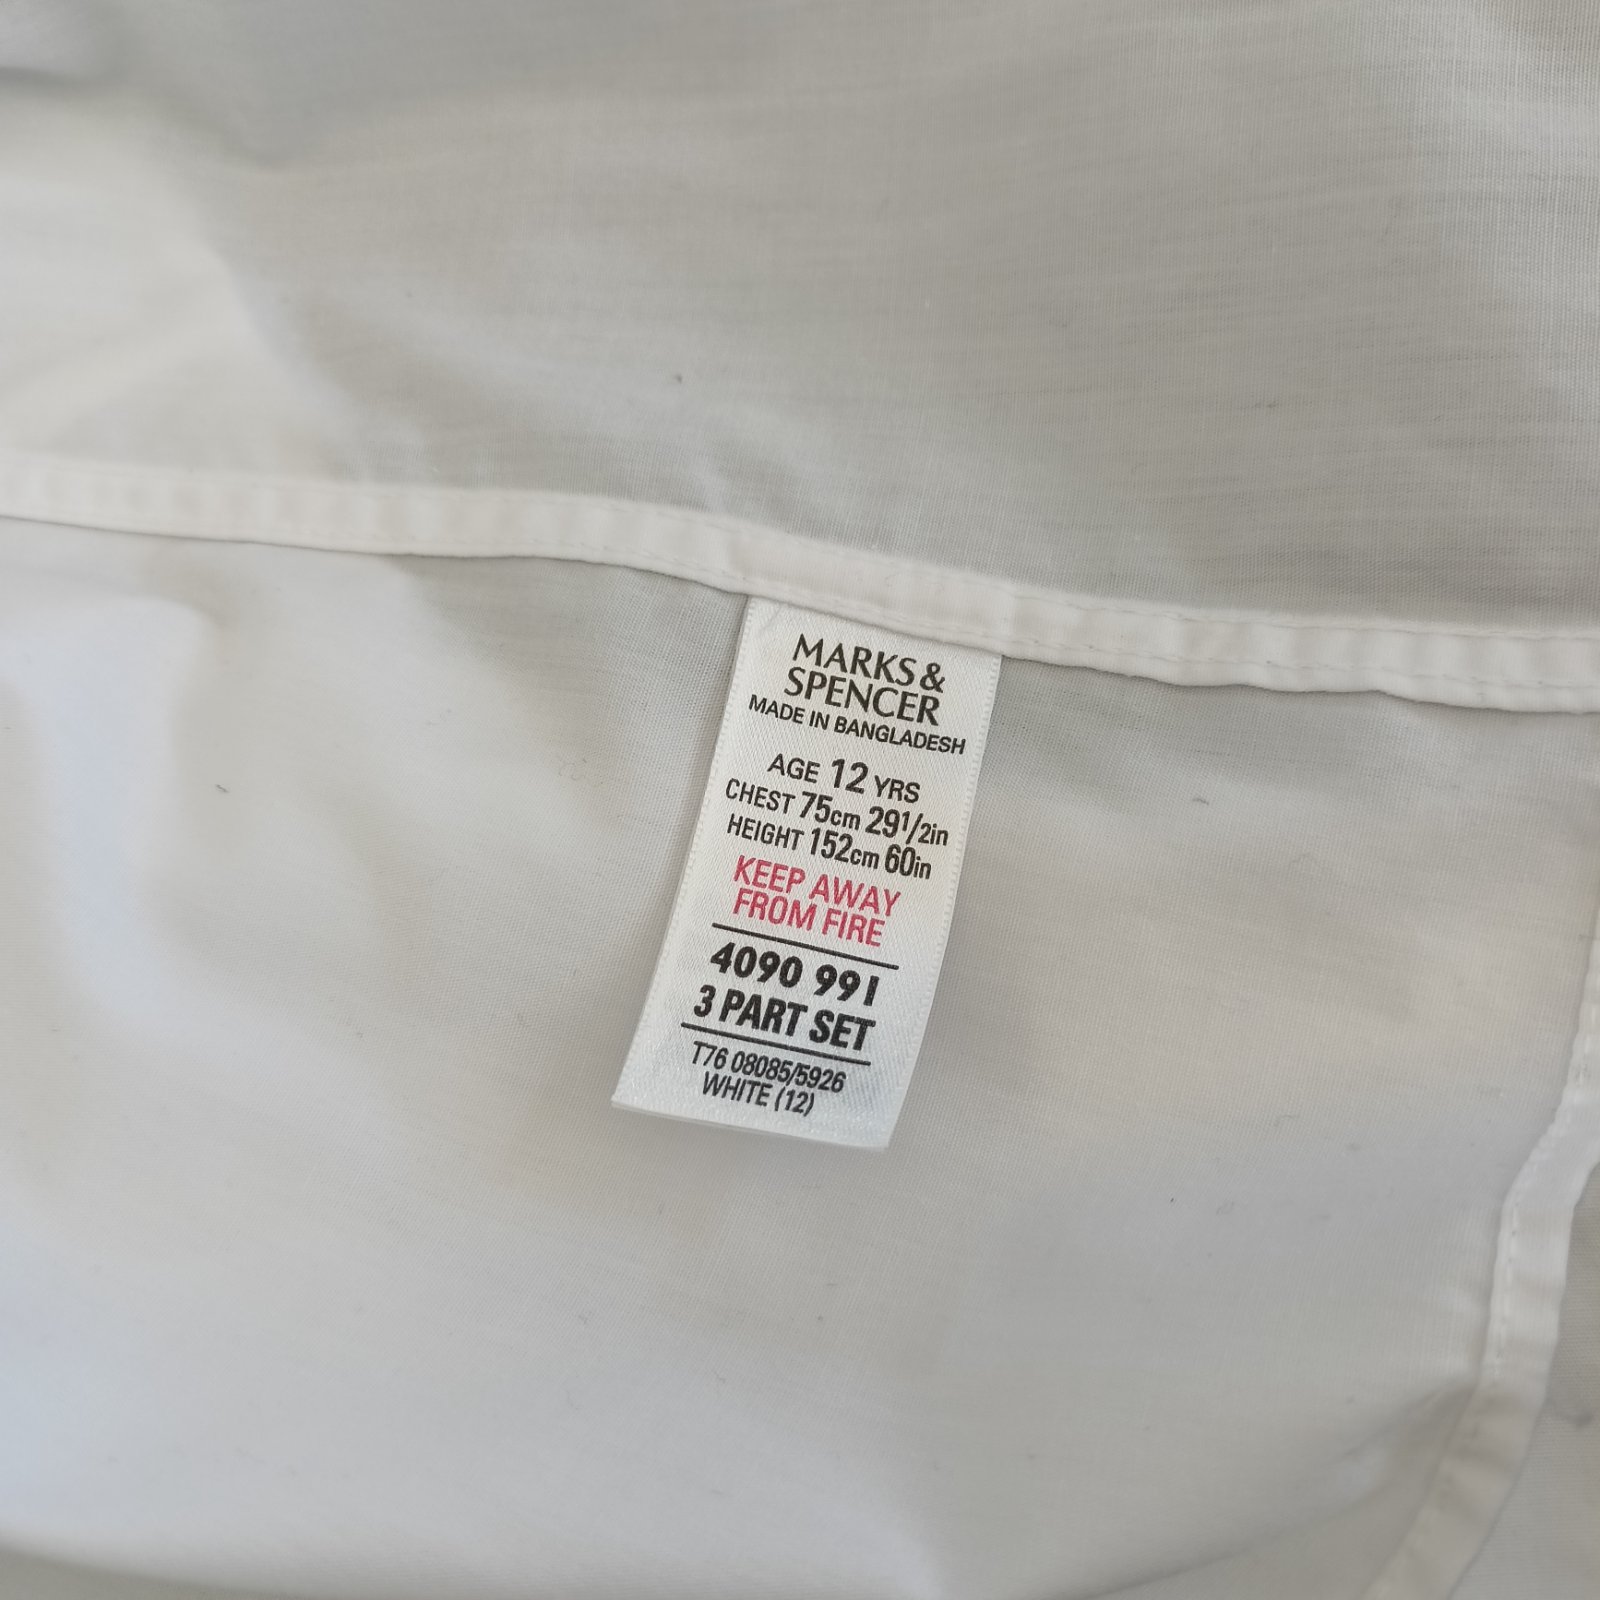 MARKS &
SPENCER
MADE IN BANGLADESH
AGE 12 YRS
CHEST 75cm 291/2in
HEIGHT 152cm 60in
KEEP AWAY
FROM FIRE
4090 991
3 PART SET
T76 08085/5926
WHITE (12)